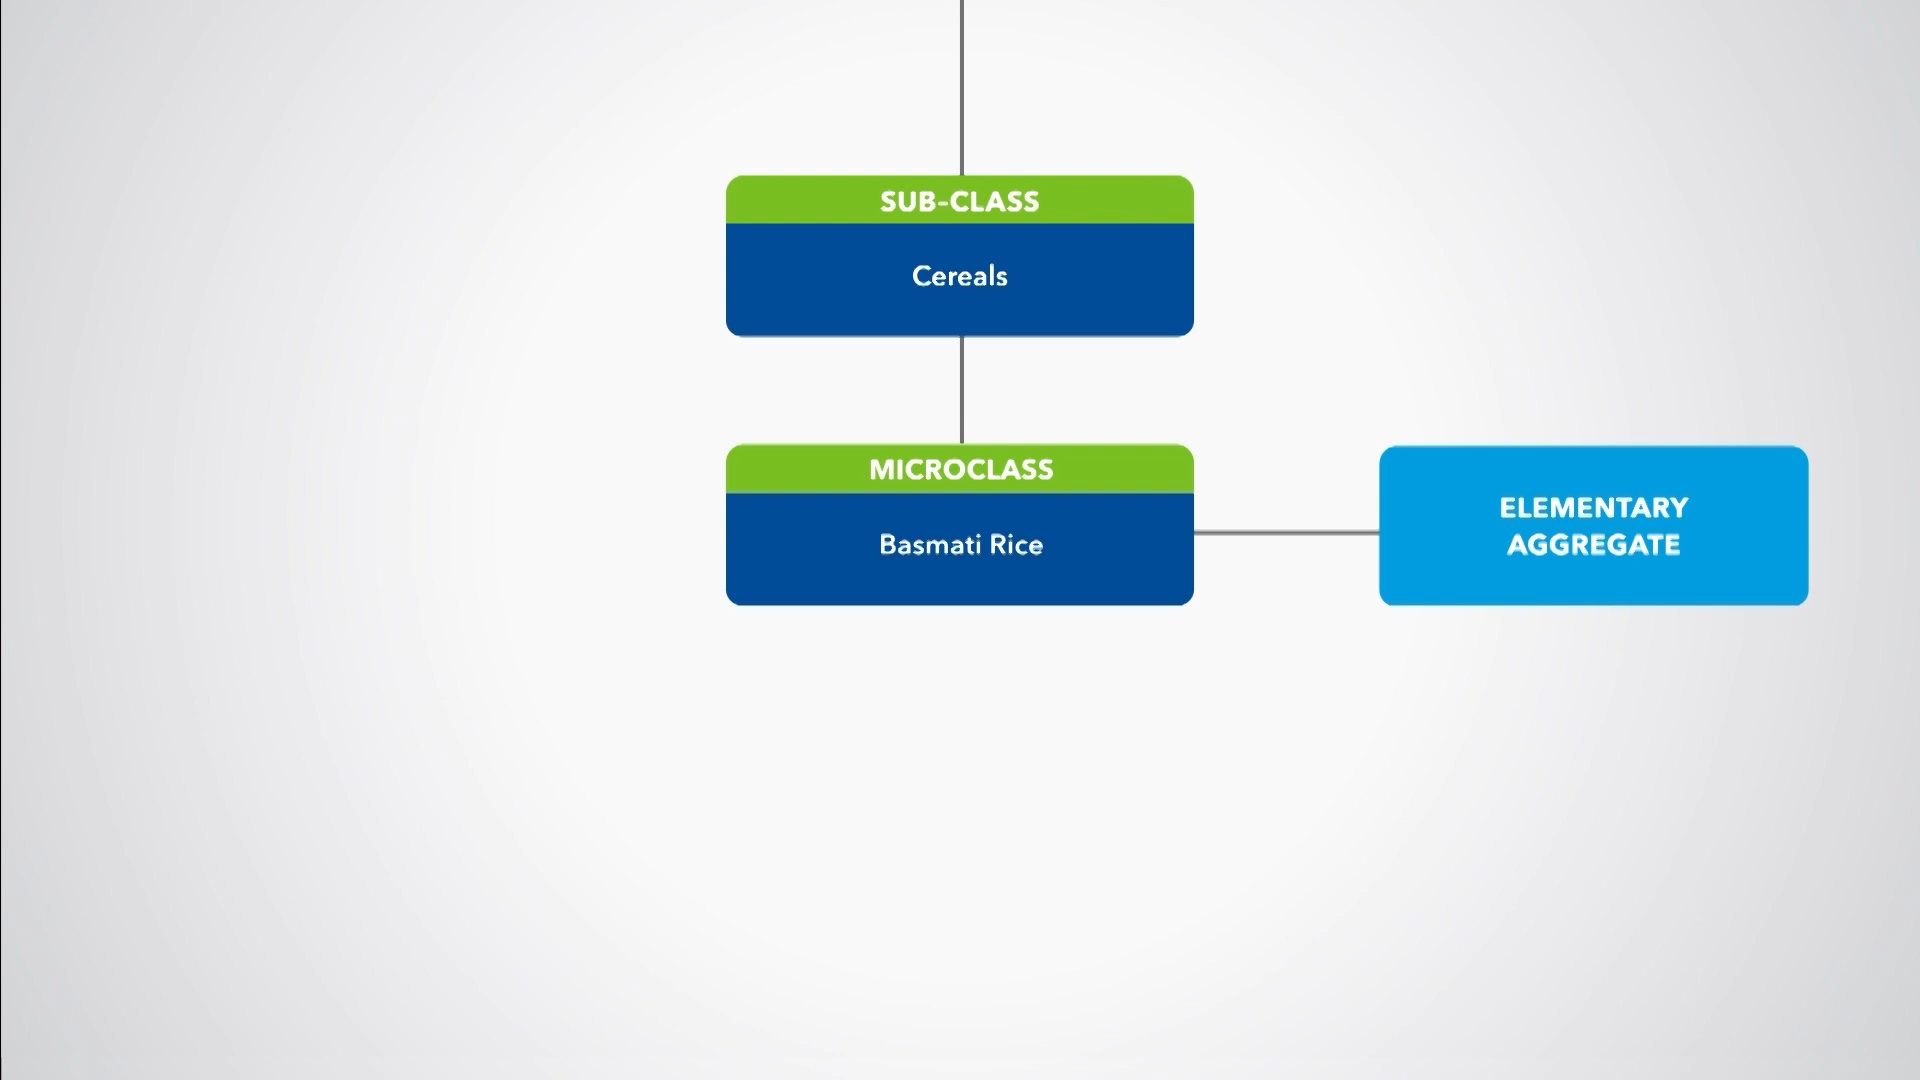 SUB-CLASS
Cereals
MICROCLASS
Basmati Rice
ELEMENTARY
AGGREGATE